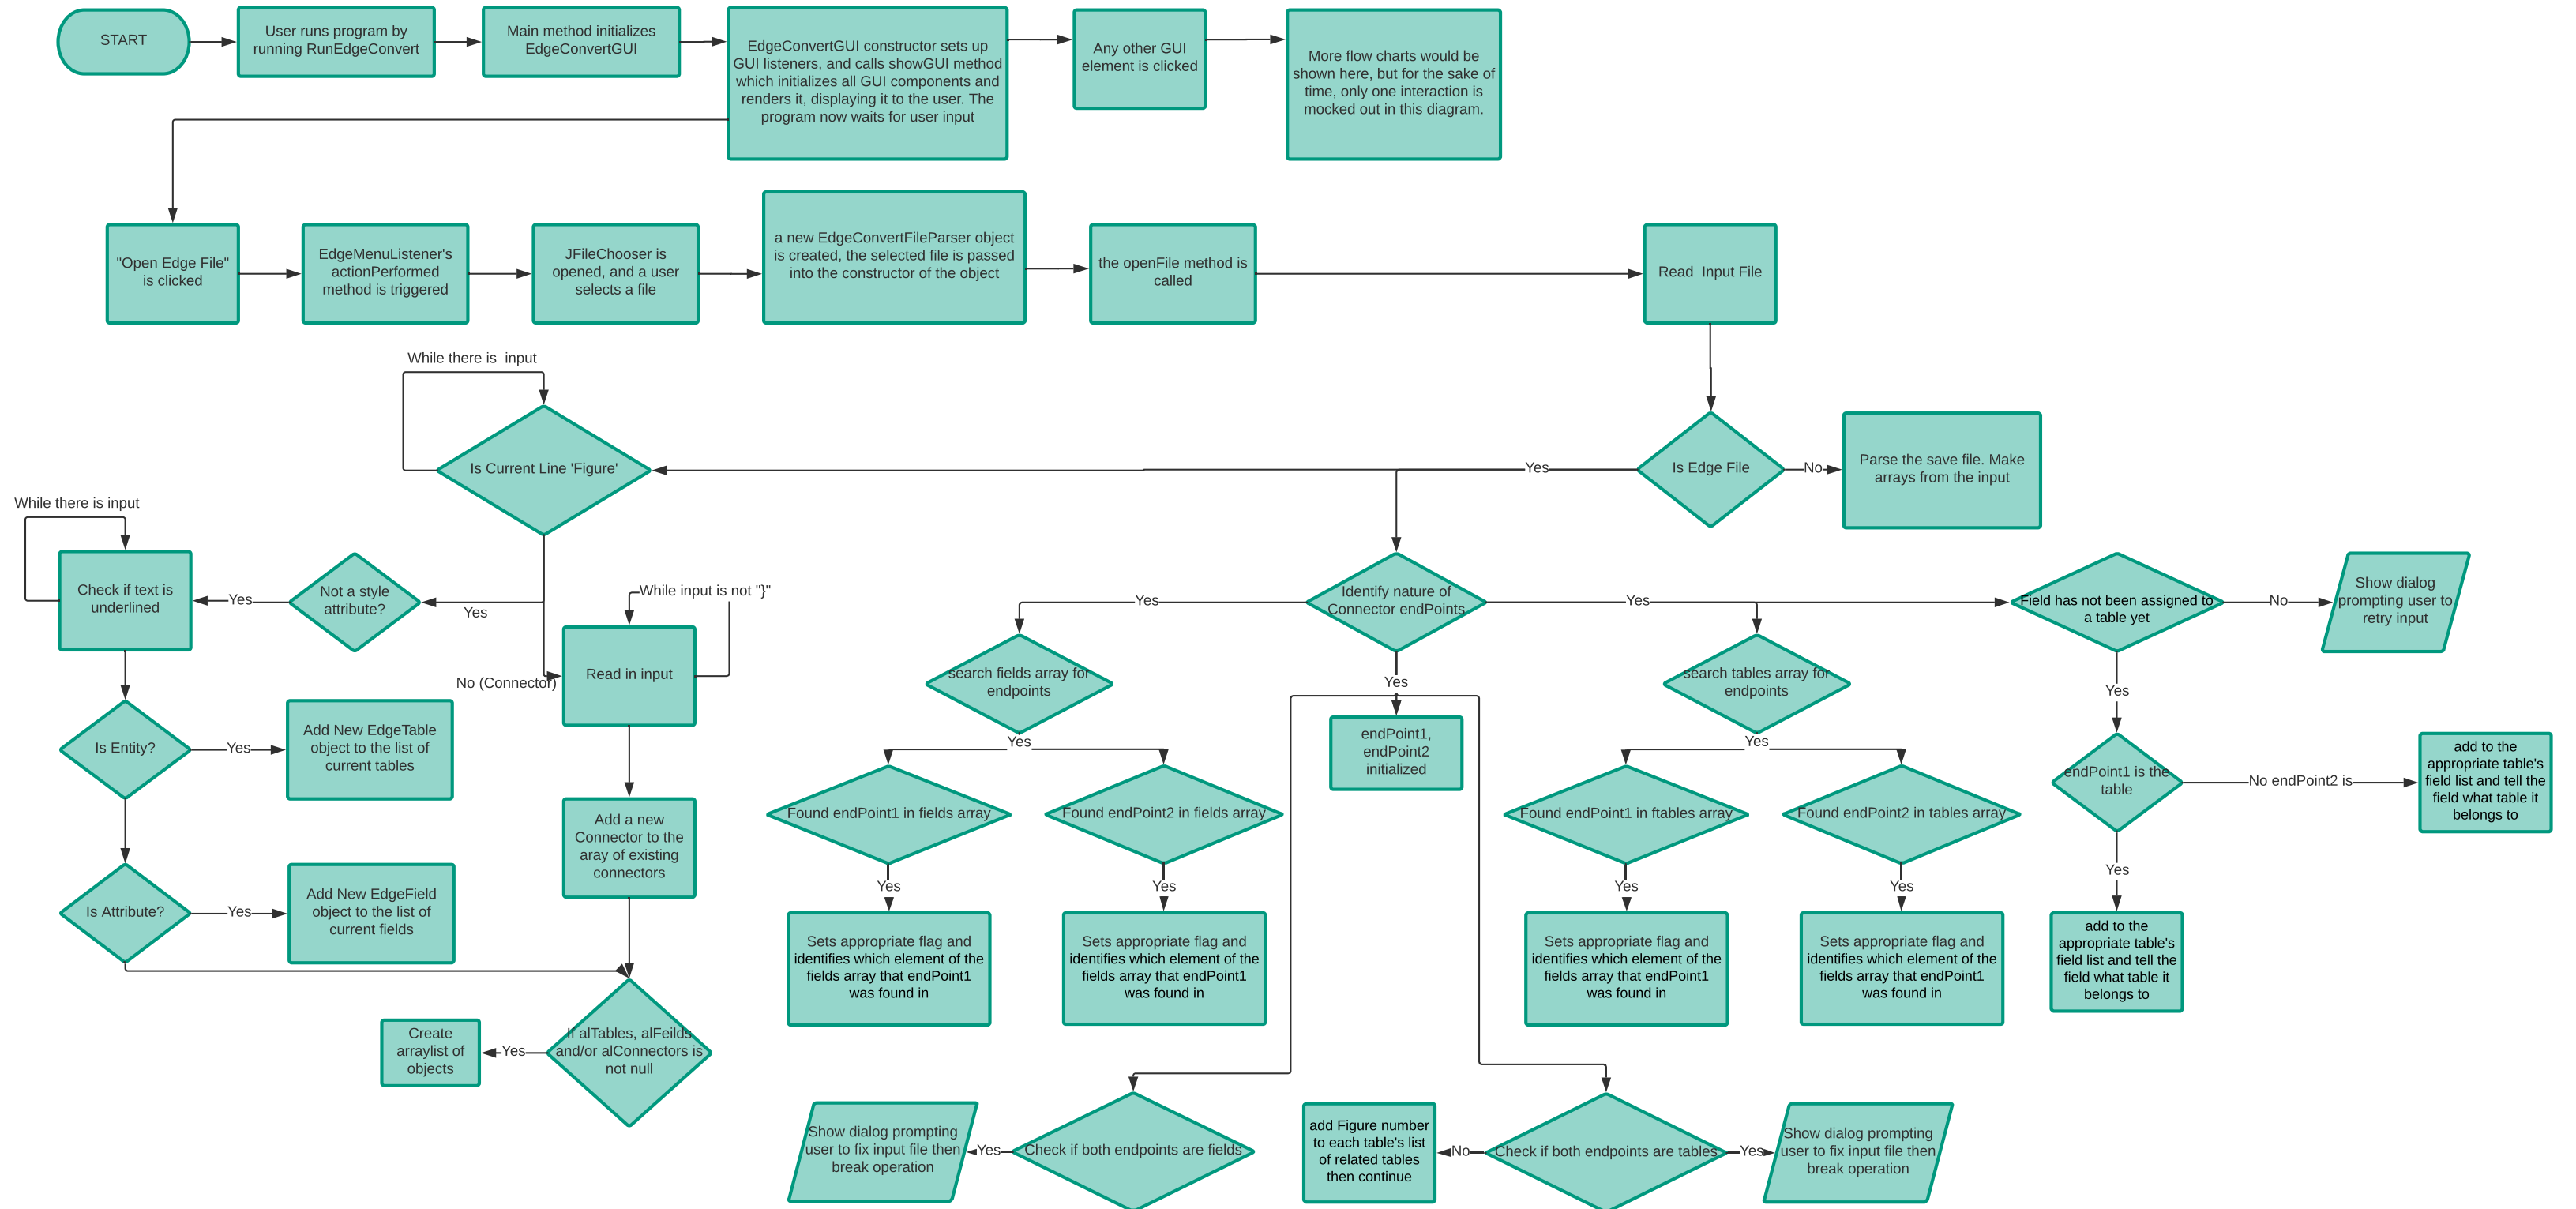 START
User runs program by
running RunEdgeConvert
Main method initializes
EdgeConvertGUI
EdgeConvertGUI constructor sets up
GUI listeners, and calls showGUI method
which initializes all GUI components and
renders it, displaying it to the user. The
program now waits for user input
Any other GUI
element is clicked
More flow charts would be
shown here, but for the sake of
time, only one interaction is
mocked out in this diagram.
"Open Edge File"
is clicked
EdgeMenuListener's
actionPerformed
method is triggered
JFileChooser is
opened, and a user
selects a file
a new EdgeConvertFileParser object
is created, the selected file is passed
into the constructor of the object
the openFile method is
called
Read  Input File
While there is  input
Is Current Line 'Figure'
Yes
Is Edge File
No
Parse the save file. Make
arrays from the input
While there is input
Check if text is
underlined
Yes
Not a style
attribute?
Yes
While input is not "}"
No (Connector)
Read in input
Is Entity?
Yes
Add New EdgeTable
object to the list of
current tables
Add a new
Connector to the
aray of existing
connectors
Is Attribute?
Yes
Add New EdgeField
object to the list of
current fields
Create
arraylist of
objects
Yes
If alTables, alFeilds
and/or alConnectors is
not null
Identify nature of
Connector endPoints
Yes
Yes
Yes
search fields array for
endpoints
Yes
endPoint1,
endPoint2
initialized
search tables array for
endpoints
Yes
Field has not been assigned to
a table yet
No
Show dialog
prompting user to
retry input
Yes
endPoint1 is the
table
No endPoint2 is
add to the
appropriate table's
field list and tell the
field what table it
belongs to
Yes
add to the
appropriate table's
field list and tell the
field what table it
belongs to
Found endPoint1 in fields array
Found endPoint2 in fields array
Found endPoint1 in ftables array
Found endPoint2 in tables array
Yes
Yes
Yes
Yes
Sets appropriate flag and
identifies which element of the
fields array that endPoint1
was found in
Sets appropriate flag and
identifies which element of the
fields array that endPoint1
was found in
Sets appropriate flag and
identifies which element of the
fields array that endPoint1
was found in
Sets appropriate flag and
identifies which element of the
fields array that endPoint1
was found in
Show dialog prompting
user to fix input file then
break operation
Yes
Check if both endpoints are fields
add Figure number
to each table's list
of related tables
then continue
No
Check if both endpoints are tables
Yes
Show dialog prompting
user to fix input file then
break operation